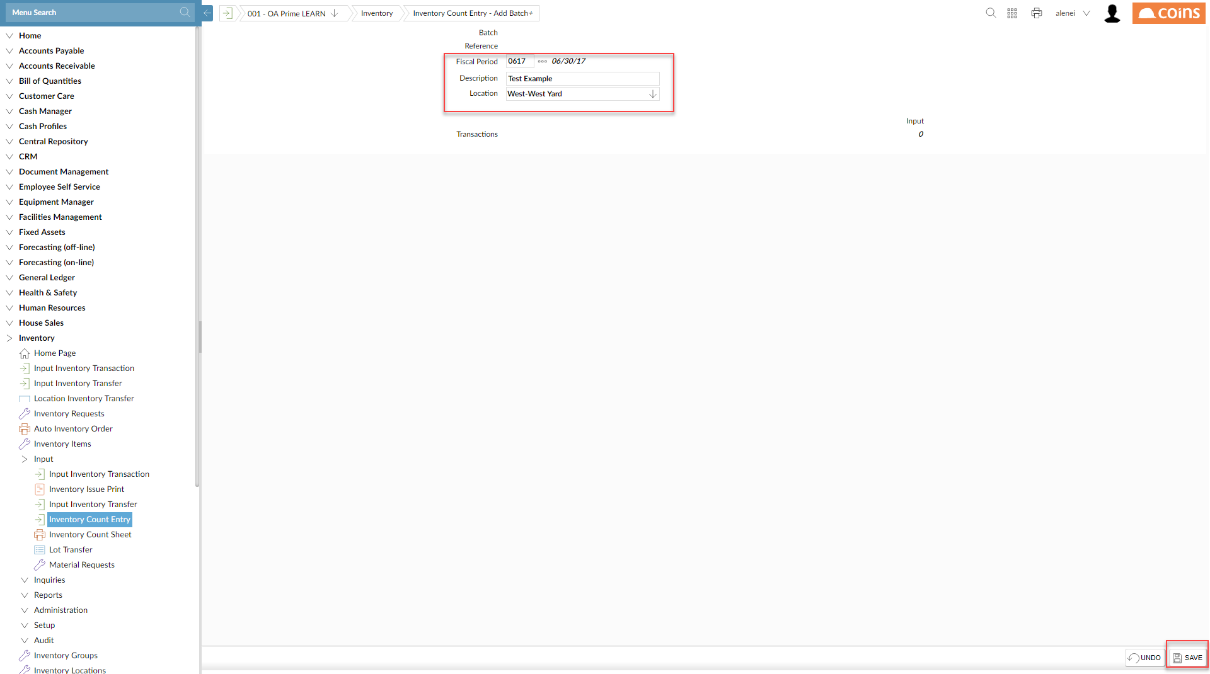 Menu Search
001 - OA Prime LEARN
Inventory
Inventory Count Entry - Add Batch
alenei
coins
Home
Accounts Payable
Accounts Receivable
Bill of Quantities
Customer Care
Cash Manager
Cash Profiles
Central Repository
CRM
Document Management
Employee Self Service
Equipment Manager
Facilities Management
Fixed Assets
Forecasting (off-line)
Forecasting (on-line)
General Ledger
Health & Safety
Human Resources
House Sales
Inventory
Home Page
Input Inventory Transaction
Input Inventory Transfer
Location Inventory Transfer
Inventory Requests
Auto Inventory Order
Inventory Items
Input
Input Inventory Transaction
Inventory Issue Print
Input Inventory Transfer
Inventory Count Entry
Inventory Count Sheet
Lot Transfer
Material Requests
Inquiries
Reports
Administration
Setup
Audit
Inventory Groups
Inventory Locations
Batch
Reference
Fiscal Period 0617 06/30/17
Description Test Example
Location West-West Yard
Input
Transactions 0
UNDO SAVE